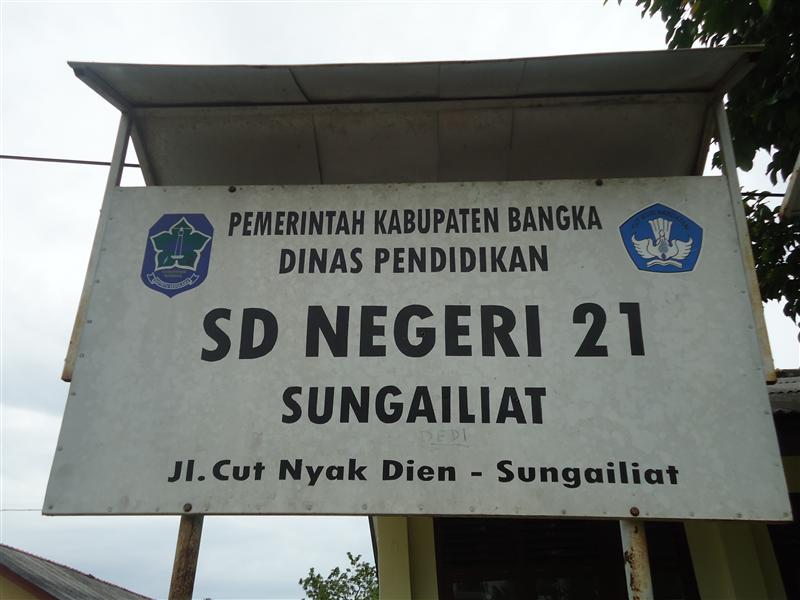 PEMERINTAH KABUPATEN BANGKA
DINAS PENDIDIKAN
SD NEGERI 21
SUNGAILIAT
DEDI
Jl. Cut Nyak Dien - Sungailiat